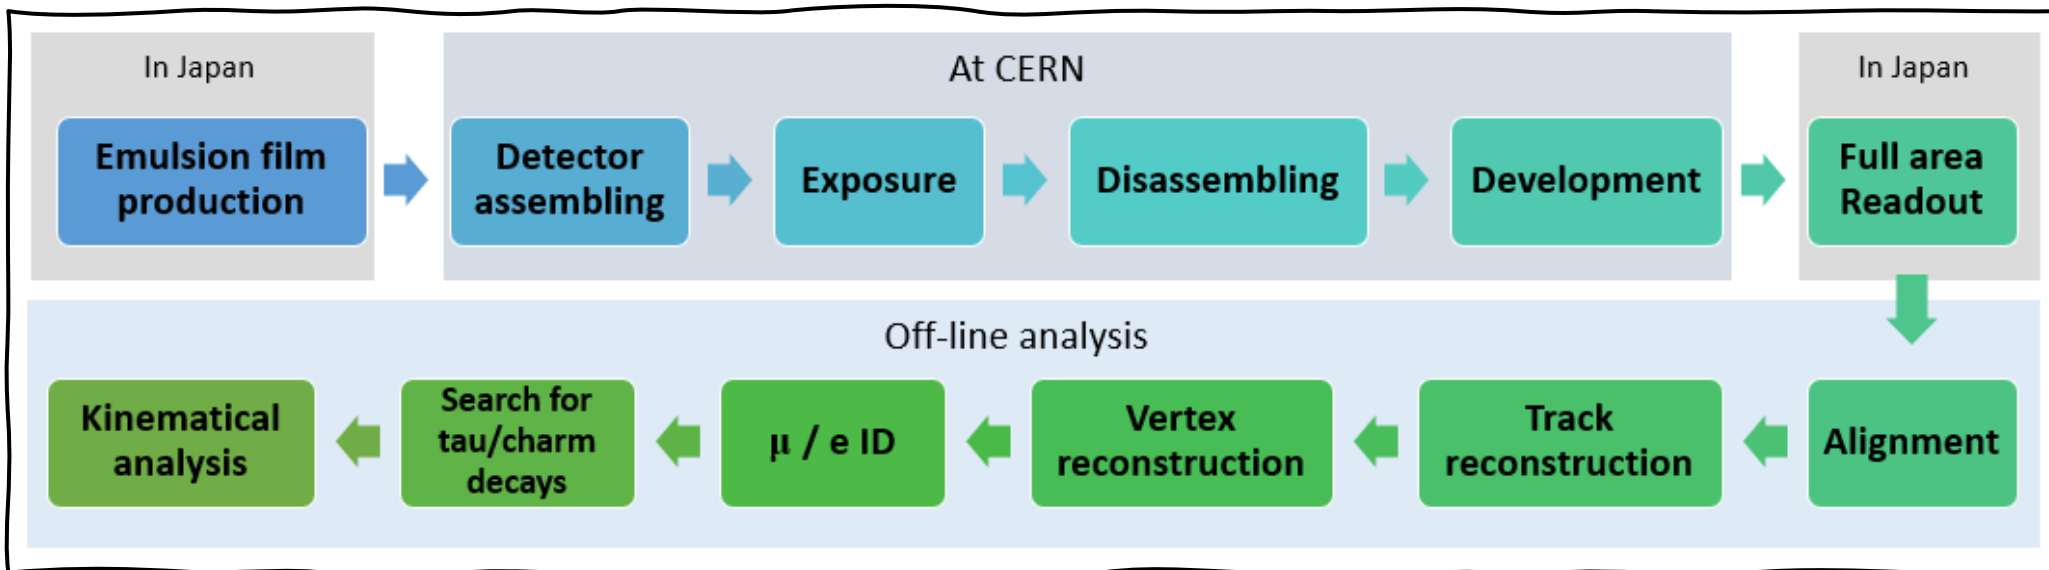 In Japan
At CERN
In Japan
Emulsion film
production
Detector
assembling
Exposure
Disassembling
Development
Full area
Readout
Off-line analysis
Kinematical
analysis
Search for
tau/charm
decays
μ / e ID
Vertex
reconstruction
Track
reconstruction
Alignment